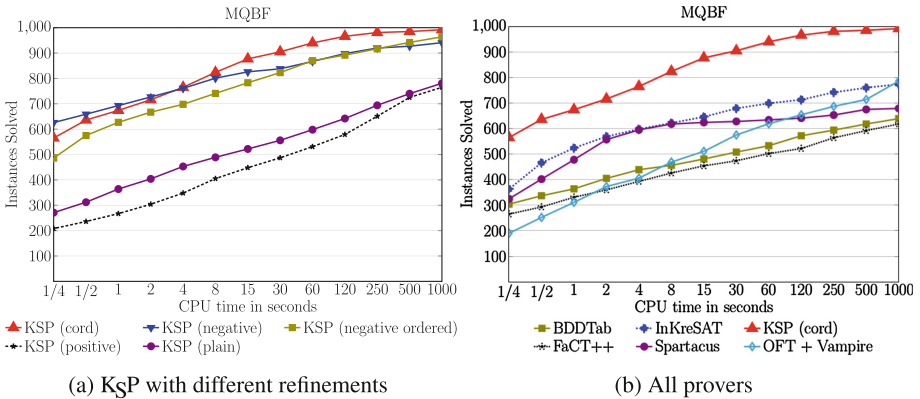 MQBF
Instances Solved
1,000
900
800
700
600
500
400
300
200
100
1/4 1/2 1 2 4 8 15 30 60 120 250 500 1000
CPU time in seconds
KSP (cord) KSP (negative) KSP (negative ordered)
KSP (positive) KSP (plain)
(a) KSP with different refinements
MQBF
Instances Solved
1,000
900
800
700
600
500
400
300
200
100
1/4 1/2 1 2 4 8 15 30 60 120 250 500 1000
CPU time in seconds
BDDTab InKreSAT KSP (cord)
FaCT++ Spartacus OFT + Vampire
(b) All provers